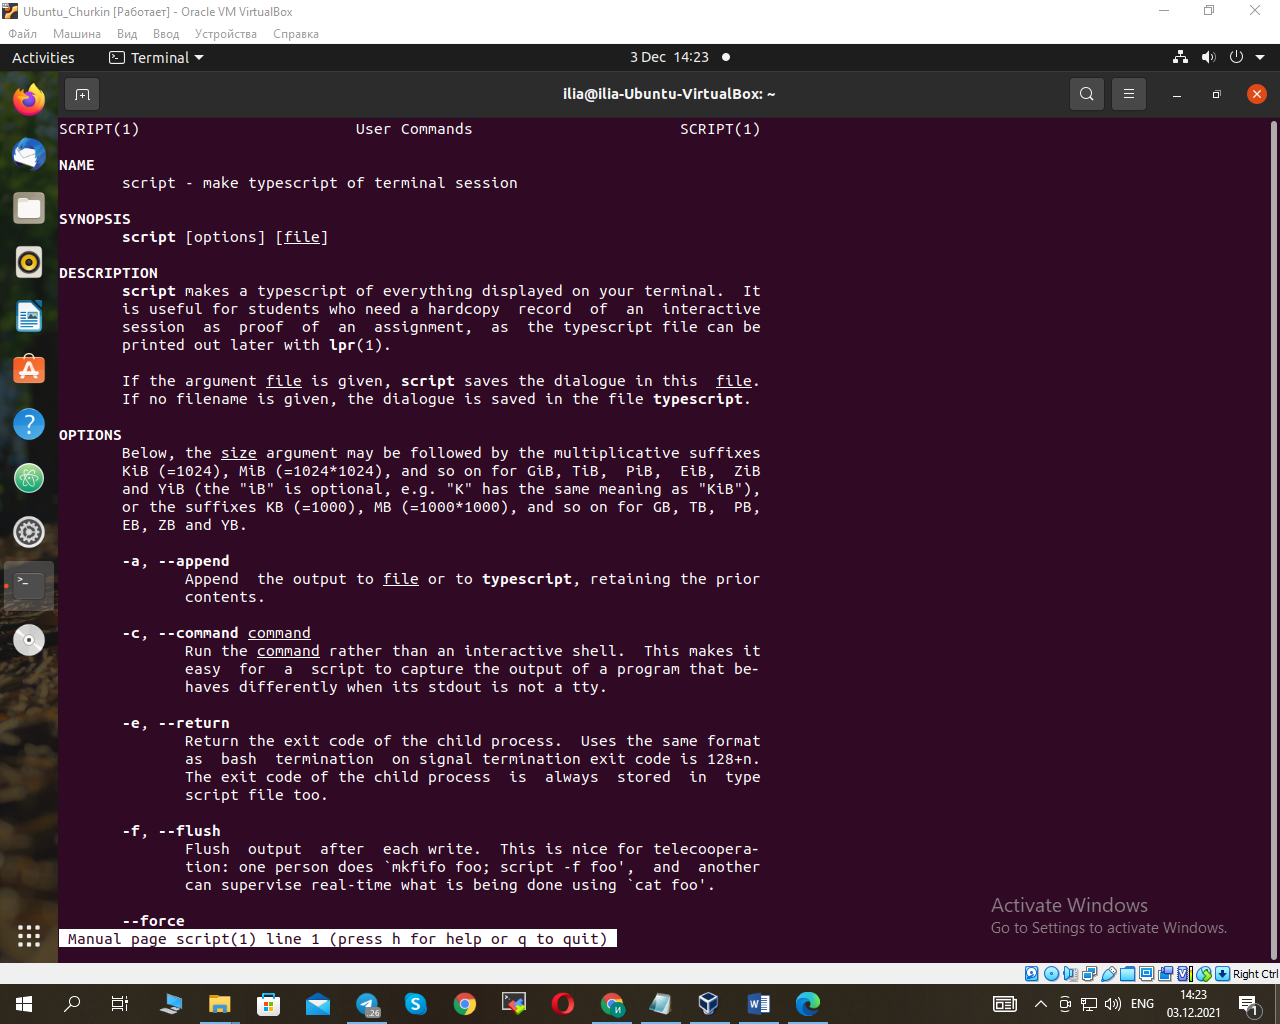 Ubuntu_Churkin [Работает] - Oracle VM VirtualBox
Файл Машина Вид Ввод Устройства Справка
Activities Terminal 3 Dec 14:23
ilia@ilia-Ubuntu-VirtualBox: ~
SCRIPT(1) User Commands SCRIPT(1)
NAME
script - make typescript of terminal session
SYNOPSIS
script [options] [file]
DESCRIPTION
script makes a typescript of everything displayed on your terminal. It
is useful for students who need a hardcopy record of an interactive
session as proof of an assignment, as the typescript file can be
printed out later with lpr(1).
If the argument file is given, script saves the dialogue in this file.
If no filename is given, the dialogue is saved in the file typescript.
OPTIONS
Below, the size argument may be followed by the multiplicative suffixes
KiB (=1024), MiB (=1024*1024), and so on for GiB, TiB, PiB, EiB, ZiB
and YiB (the "iB" is optional, e.g. "K" has the same meaning as "KiB"),
or the suffixes KB (=1000), MB (=1000*1000), and so on for GB, TB, PB,
EB, ZB and YB.
-a, --append
Append the output to file or to typescript, retaining the prior
contents.
-c, --command command
Run the command rather than an interactive shell. This makes it
easy for a script to capture the output of a program that be-
haves differently when its stdout is not a tty.
-e, --return
Return the exit code of the child process. Uses the same format
as bash termination on signal termination exit code is 128+n.
The exit code of the child process is always stored in type
script file too.
-f, --flush
Flush output after each write. This is nice for telecoopera-
tion: one person does `mkfifo foo; script -f foo', and another
can supervise real-time what is being done using `cat foo'.
--force
Manual page script(1) line 1 (press h for help or q to quit)
Activate Windows
Go to Settings to activate Windows.
Right Ctrl
.26
ENG
14:23
03.12.2021
1